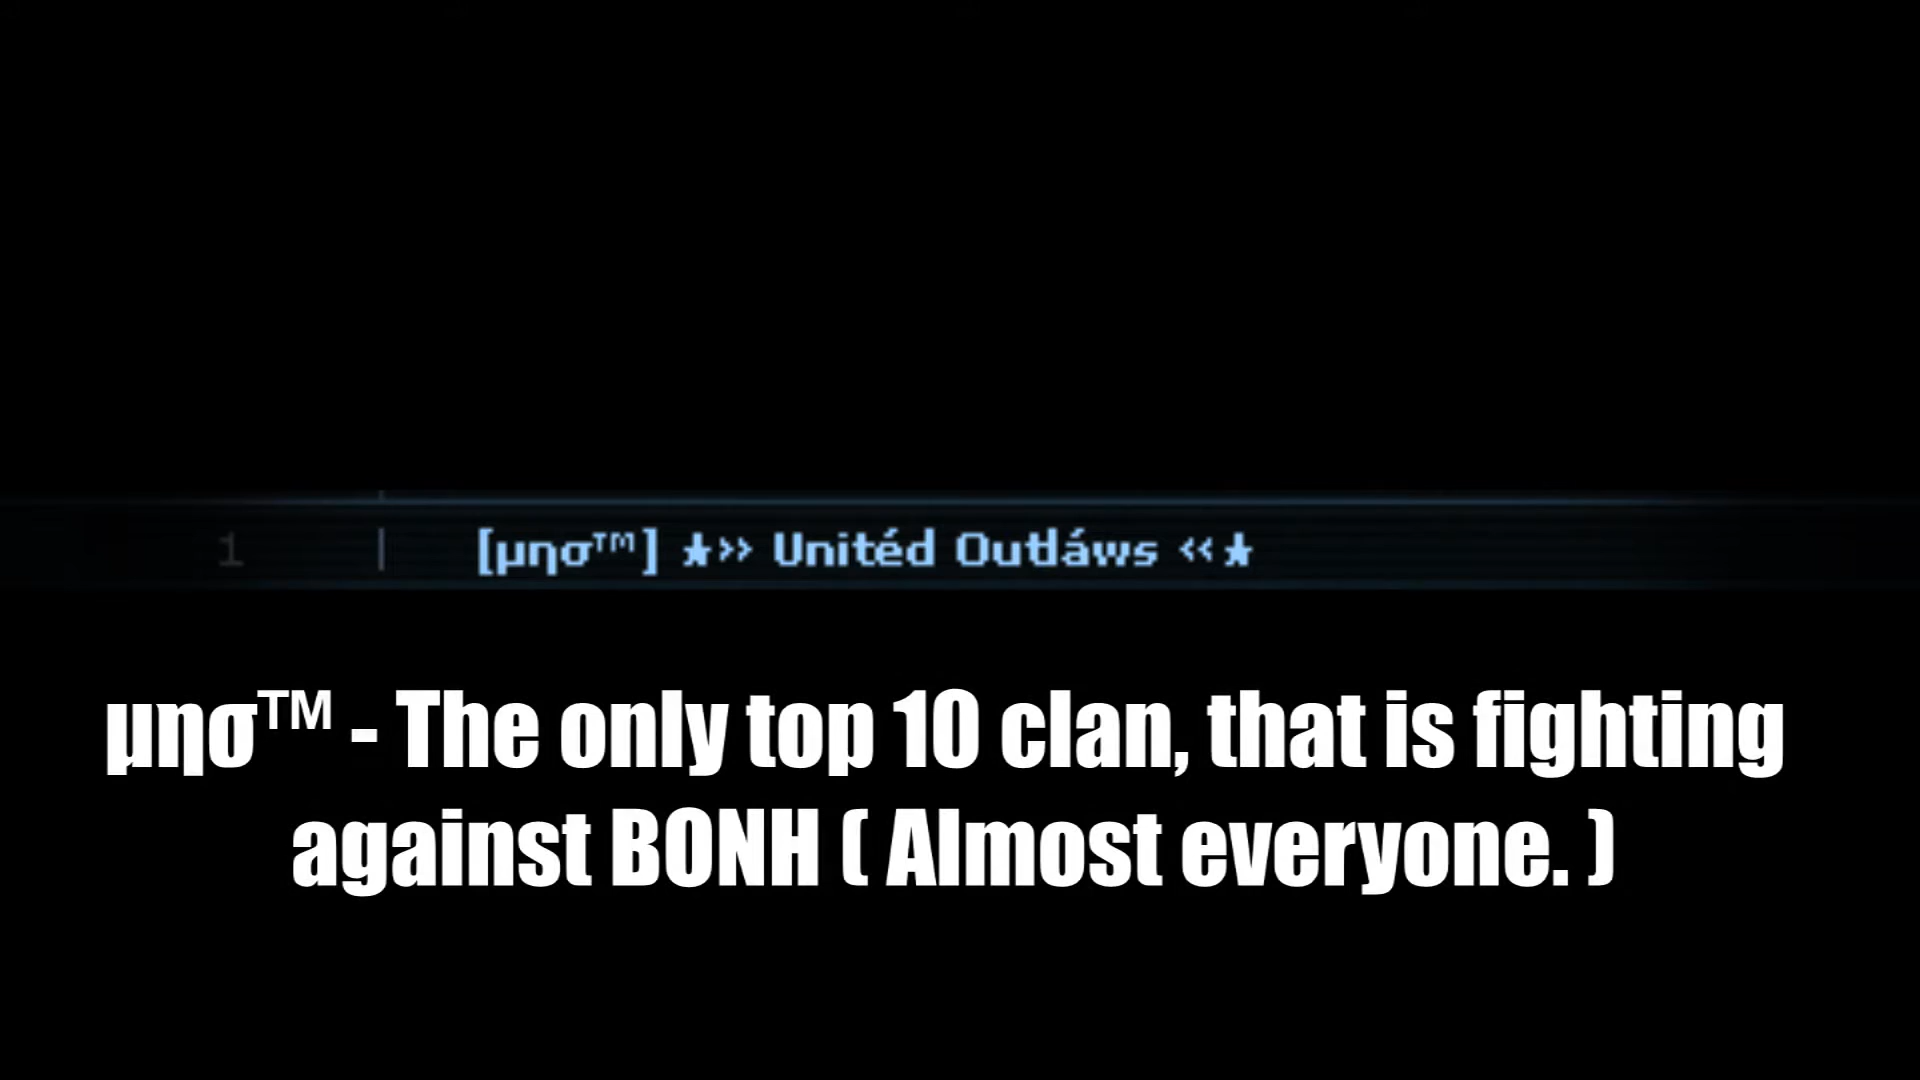 1 | [µησ™] ★›› Unitéd Outláws ‹‹★
µησ™ - The only top 10 clan, that is fighting
against BONH ( Almost everyone. )